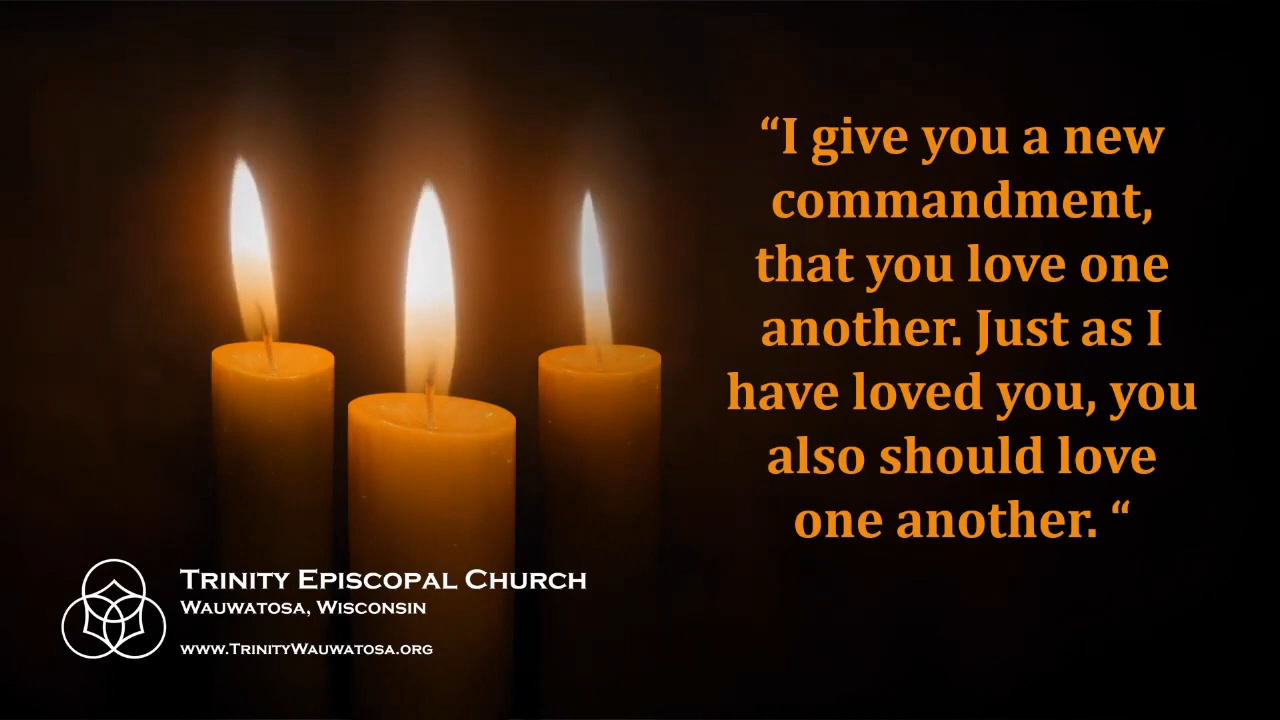 “I give you a new
commandment,
that you love one
another. Just as I
have loved you, you
also should love
one another. “
Trinity Episcopal Church
Wauwatosa, Wisconsin
www.TrinityWauwatosa.org